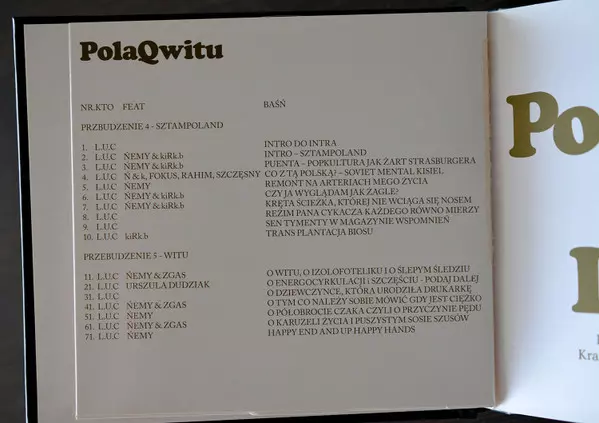 PolaQwitu
NR.KTO FEAT BAŚŃ
PRZBUDZENIE 4 - SZTAMPOLAND
1. L.U.C INTRO DO INTRA
2. L.U.C ŃEMY & kiRk.b INTRO – SZTAMPOLAND
3. L.U.C ŃEMY & kiRk.b PUENTA – POPKULTURA JAK ŻART STRASBURGERA
4. L.U.C Ń & k, FOKUS, RAHIM, SZCZĘSNY CO Z TĄ POLSKĄ? – SOVIET MENTAL KISIEL
5. L.U.C ŃEMY REMONT NA ARTERIACH MEGO ŻYCIA
6. L.U.C ŃEMY & kiRk.b CZY JA WYGLĄDAM JAK ŻAGLE?
7. L.U.C ŃEMY & kiRk.b KRĘTA ŚCIEŻKA, KTÓREJ NIE WCIĄGA SIĘ NOSEM
8. L.U.C REŻIM PANA CYKACZA KAŻDEGO RÓWNO MIERZY
9. L.U.C SEN TYMENTY W MAGAZYNIE WSPOMNIEŃ
10. L.U.C kiRk.b TRANS PLANTACJA BIOSU
PRZEBUDZENIE 5 - WITU
11. L.U.C ŃEMY & ZGAS O WITU, O IZOLOFOTELIKU I O ŚLEPYM ŚLEDZIU
21. L.U.C URSZULA DUDZIAK O ENERGOCYRKULACJI i SZCZĘŚCIU - PODAJ DALEJ
31. L.U.C O DZIEWCZYNCE, KTÓRA URODZIŁA DRUKARKĘ
41. L.U.C ŃEMY & ZGAS O TYM CO NALEŻY SOBIE MÓWIĆ GDY JEST CIĘŻKO
51. L.U.C ŃEMY O PÓŁOBROCIE CZAKA CZYLI O PRZYCZYNIE PĘDU
61. L.U.C ŃEMY & ZGAS O KARUZELI ŻYCIA I PUSZYSTYM SOSIE SZUSÓW
71. L.U.C ŃEMY HAPPY END AND UP HAPPY HANDS
Po
Kra